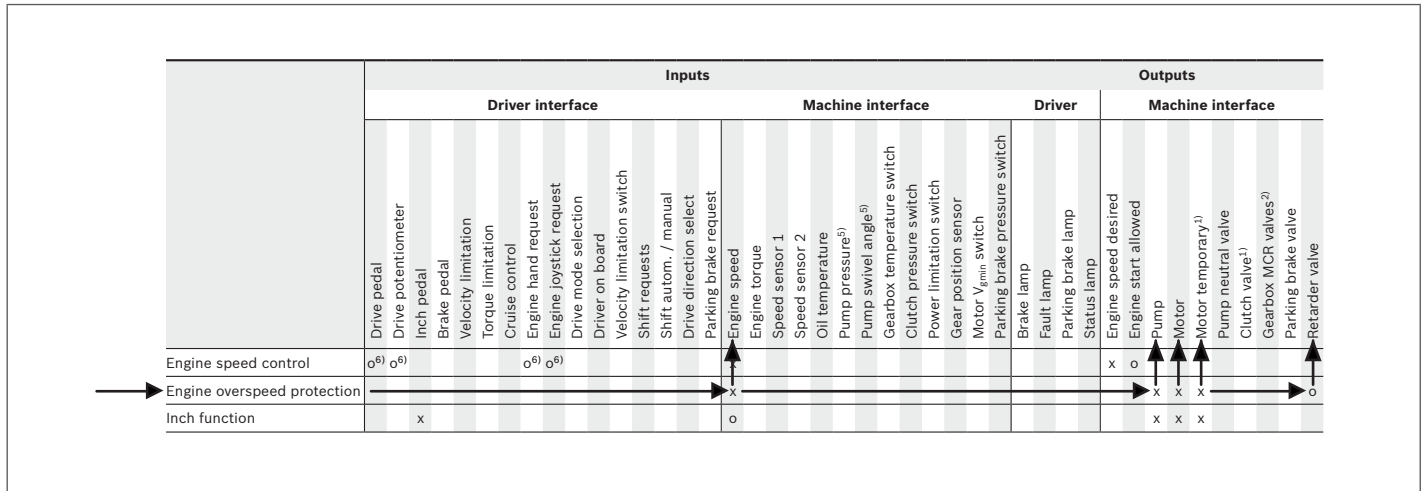 Inputs Outputs
Driver interface Machine interface Driver Machine interface
Drive pedal
Drive potentiometer
Inch pedal
Brake pedal
Velocity limitation
Torque limitation
Cruise control
Engine hand request
Engine joystick request
Drive mode selection
Driver on board
Velocity limitation switch
Shift requests
Shift autom. / manual
Drive direction select
Parking brake request
Engine speed
Engine torque
Speed sensor 1
Speed sensor 2
Oil temperature
Pump pressure5)
Pump swivel angle5)
Gearbox temperature switch
Clutch pressure switch
Power limitation switch
Gear position sensor
Motor Vgmin switch
Parking brake pressure switch
Brake lamp
Fault lamp
Parking brake lamp
Status lamp
Engine speed desired
Engine start allowed
Pump
Motor
Motor temporary1)
Pump neutral valve
Clutch valve1)
Gearbox MCR valves2)
Parking brake valve
Retarder valve
Engine speed control o6) o6) o6) o6) x o
Engine overspeed protection x x x x o
Inch function x o x x x